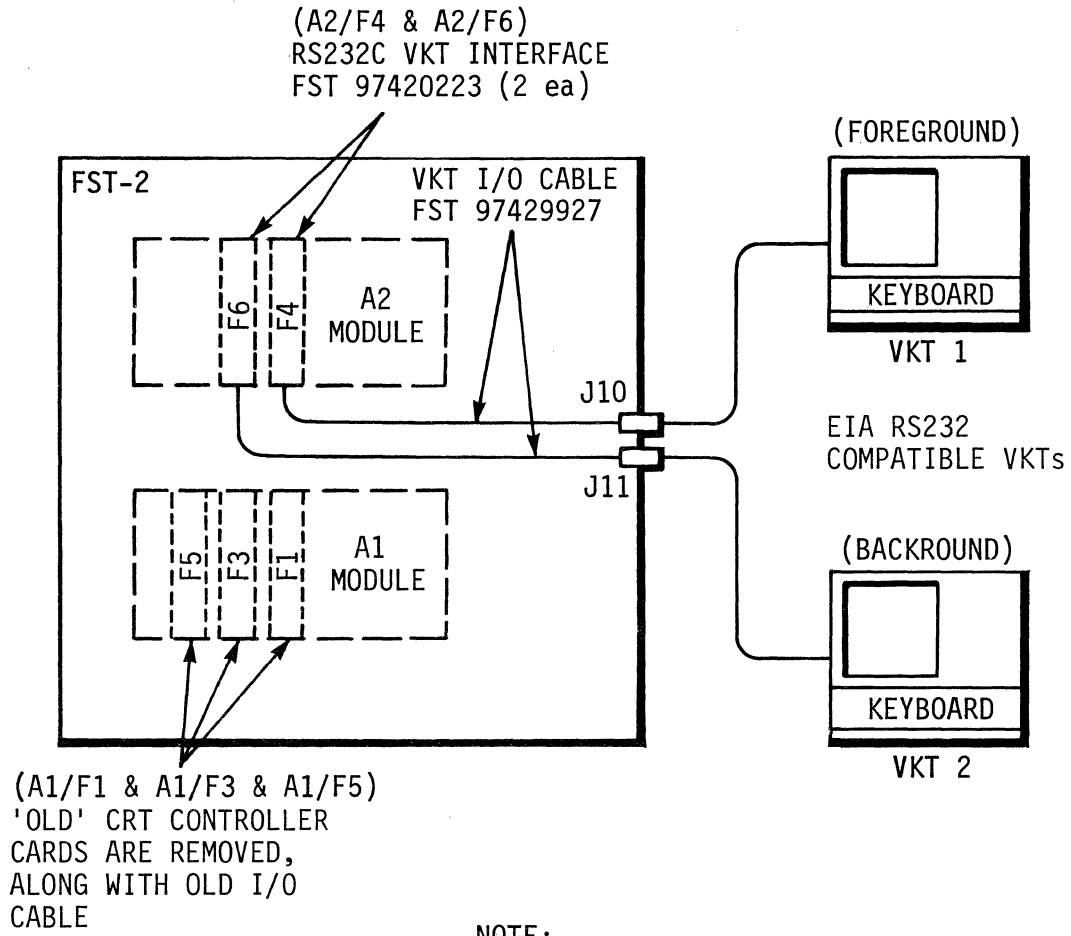 (A2/F4 & A2/F6)
RS232C VKT INTERFACE
FST 97420223 (2 ea)
(FOREGROUND)
FST-2
VKT I/O CABLE
FST 97429927
F6
F4
A2
MODULE
KEYBOARD
VKT 1
J10
EIA RS232
COMPATIBLE VKTs
J11
F5
F3
F1
A1
MODULE
(BACKROUND)
KEYBOARD
VKT 2
(A1/F1 & A1/F3 & A1/F5)
'OLD' CRT CONTROLLER
CARDS ARE REMOVED,
ALONG WITH OLD I/O
CABLE
NOTE: